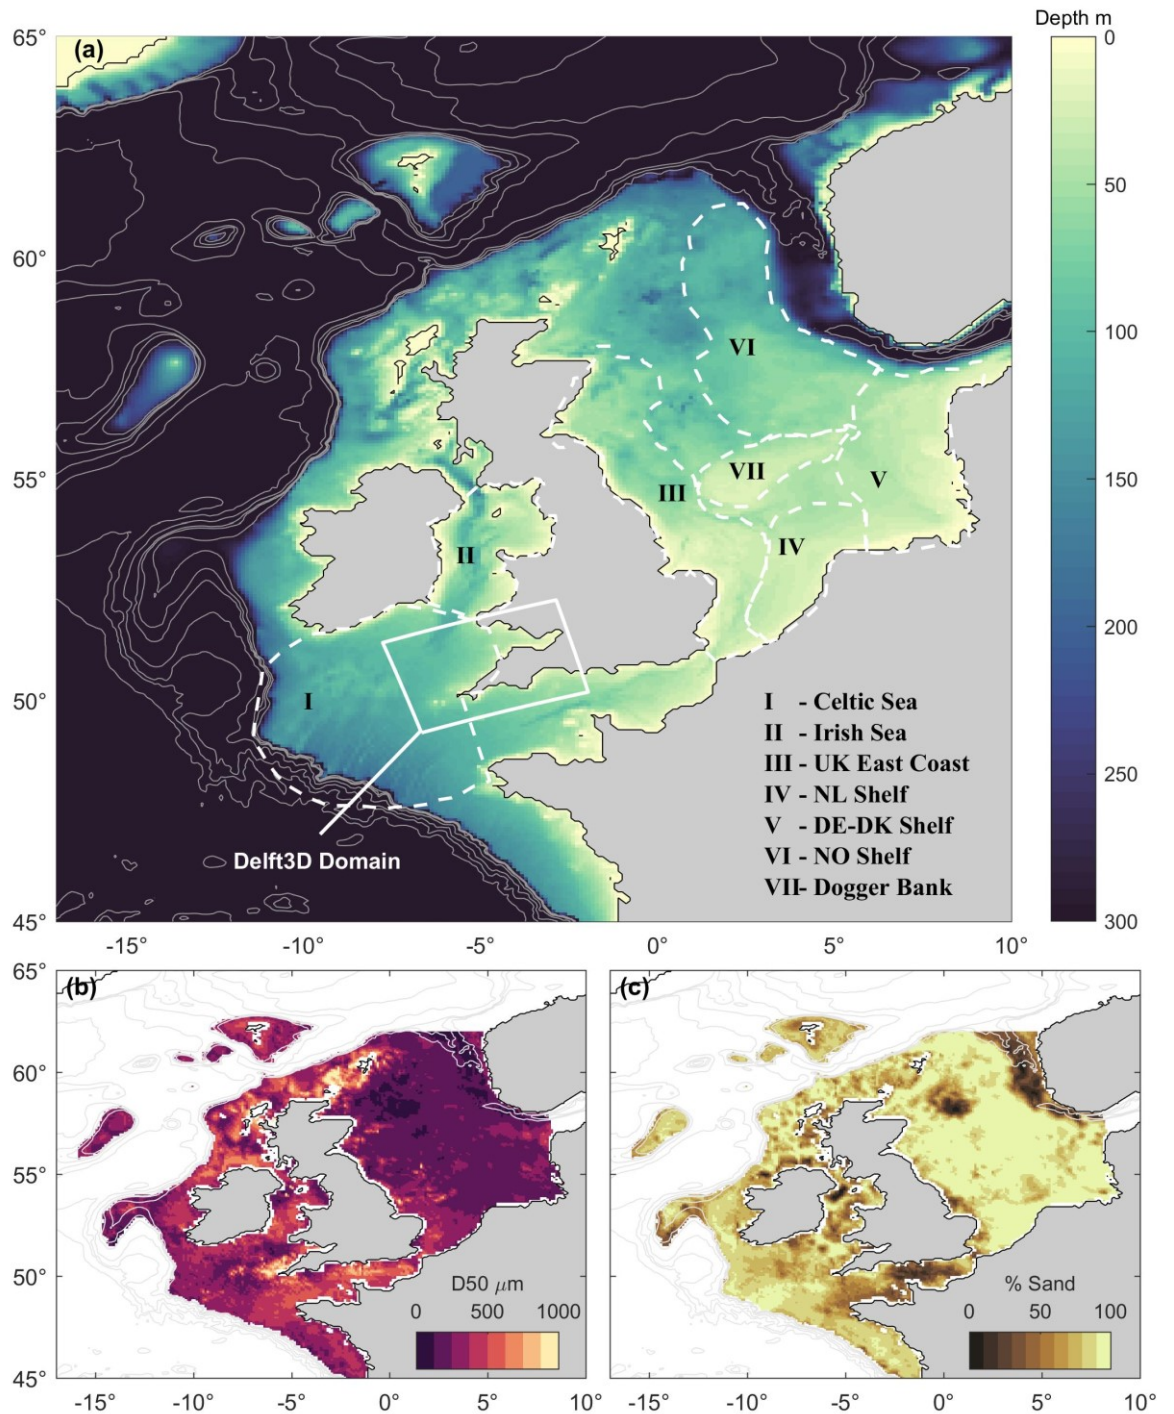 Depth m
(a)
65°
60°
55°
50°
45°
-15°
-10°
-5°
0°
5°
10°
0
50
100
150
200
250
300
VI
VII
V
III
IV
II
I
I - Celtic Sea
II - Irish Sea
III - UK East Coast
IV - NL Shelf
V - DE-DK Shelf
VI - NO Shelf
VII- Dogger Bank
Delft3D Domain
(b)
65°
60°
55°
50°
45°
-15°
-10°
-5°
0°
5°
10°
D50 μm
0
500
1000
(c)
-15°
-10°
-5°
0°
5°
10°
% Sand
0
50
100